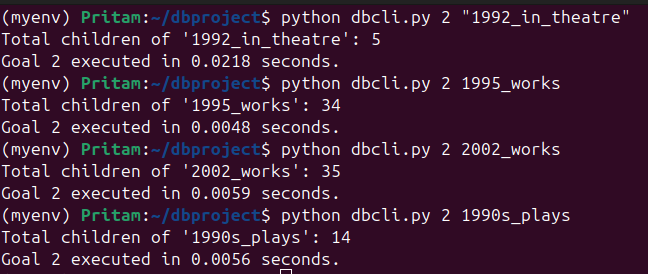 (myenv) Pritam:~/dbproject$ python dbcli.py 2 "1992_in_theatre"
Total children of '1992_in_theatre': 5
Goal 2 executed in 0.0218 seconds.
(myenv) Pritam:~/dbproject$ python dbcli.py 2 1995_works
Total children of '1995_works': 34
Goal 2 executed in 0.0048 seconds.
(myenv) Pritam:~/dbproject$ python dbcli.py 2 2002_works
Total children of '2002_works': 35
Goal 2 executed in 0.0059 seconds.
(myenv) Pritam:~/dbproject$ python dbcli.py 2 1990s_plays
Total children of '1990s_plays': 14
Goal 2 executed in 0.0056 seconds.